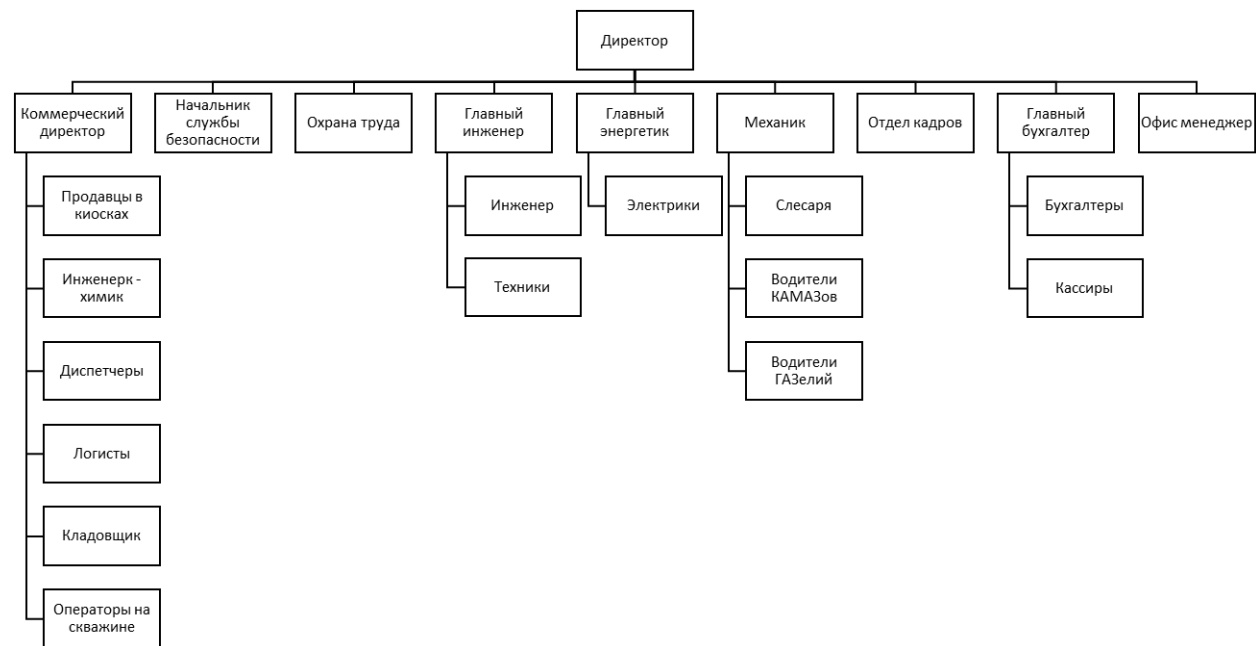 Директор
Коммерческий
директор
Начальник
службы
безопасности
Охрана труда
Главный
инженер
Главный
энергетик
Механик
Отдел кадров
Главный
бухгалтер
Офис менеджер
Продавцы в
киосках
Инженерк -
химик
Диспетчеры
Логисты
Кладовщик
Операторы на
скважине
Инженер
Техники
Электрики
Слесаря
Водители
КАМАЗов
Водители
ГАЗелий
Бухгалтеры
Кассиры